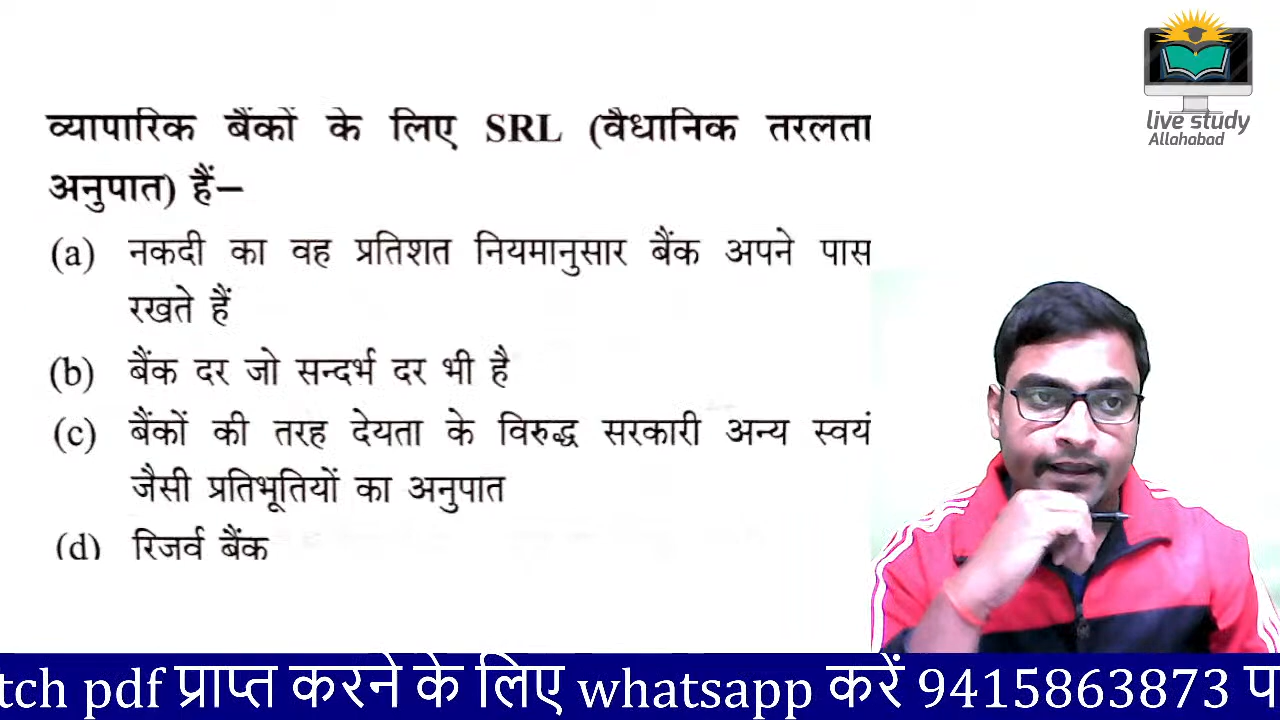 live study
Allahabad
व्यापारिक बैंकों के लिए SRL (वैधानिक तरलता
अनुपात) हैं–
(a) नकदी का वह प्रतिशत नियमानुसार बैंक अपने पास
रखते हैं
(b) बैंक दर जो सन्दर्भ दर भी है
(c) बैंकों की तरह देयता के विरुद्ध सरकारी अन्य स्वयं
जैसी प्रतिभूतियों का अनुपात
(d) रिजर्व बैंक
tch pdf प्राप्त करने के लिए whatsapp करें 9415863873 प